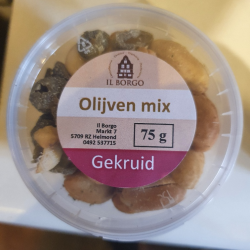 IL BORGO
Olijven mix
Il Borgo
Markt 7
5709 RZ Helmond
0492 537715
75 g
Gekruid